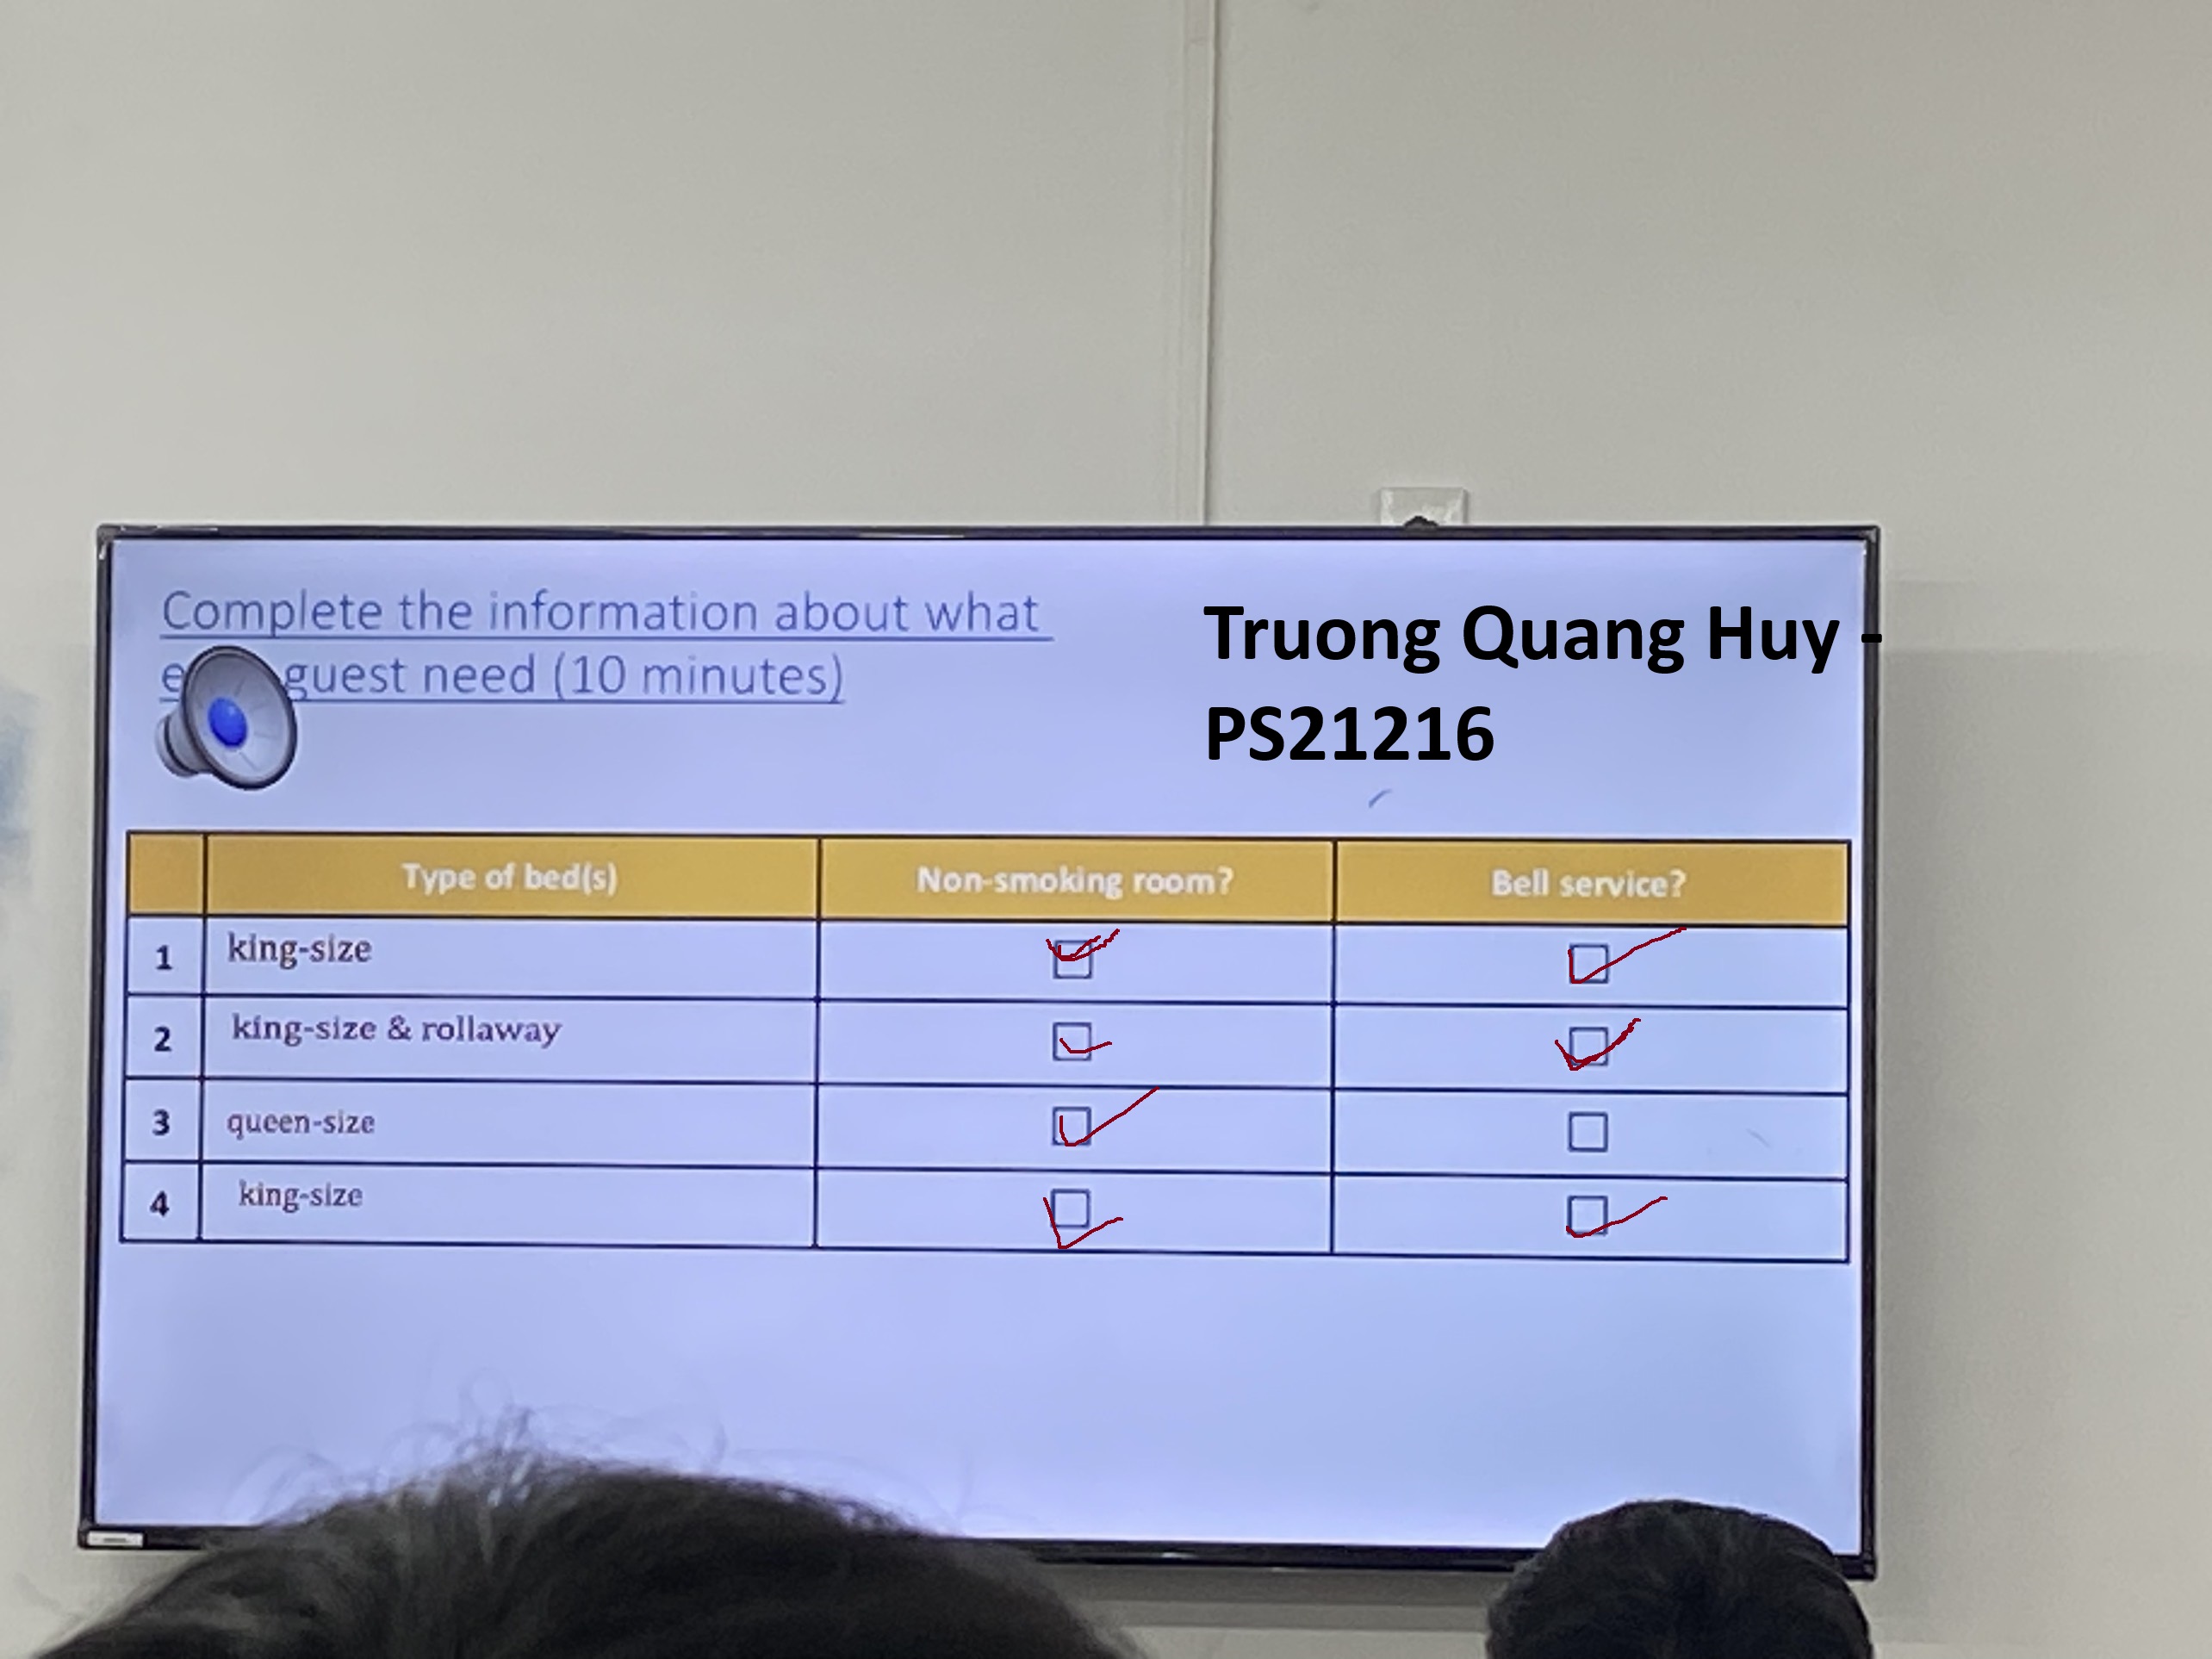 Complete the information about what
guest need (10 minutes)
Truong Quang Huy -
PS21216
Type of bed(s) Non-smoking room? Bell service?
1 king-size
2 king-size & rollaway
3 queen-size
4 king-size